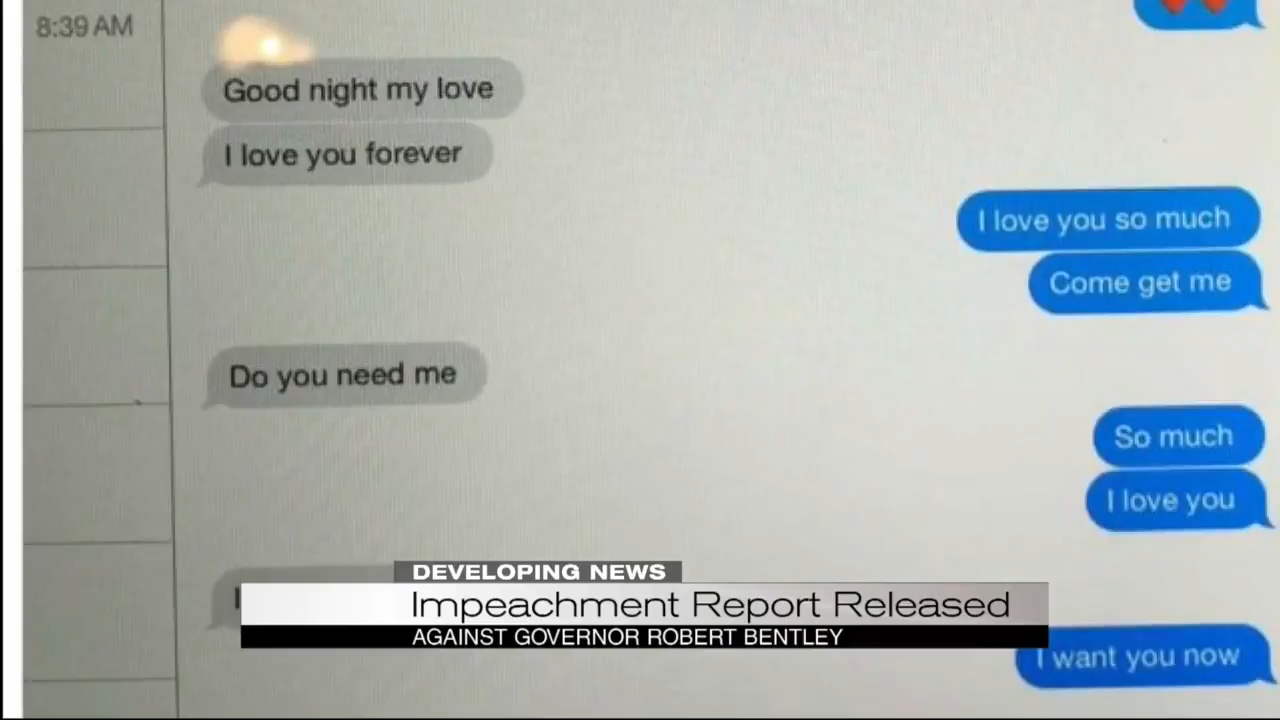 8:39 AM
Good night my love
I love you forever
I love you so much
Come get me
Do you need me
So much
I love you
DEVELOPING NEWS
Impeachment Report Released
AGAINST GOVERNOR ROBERT BENTLEY
I want you now